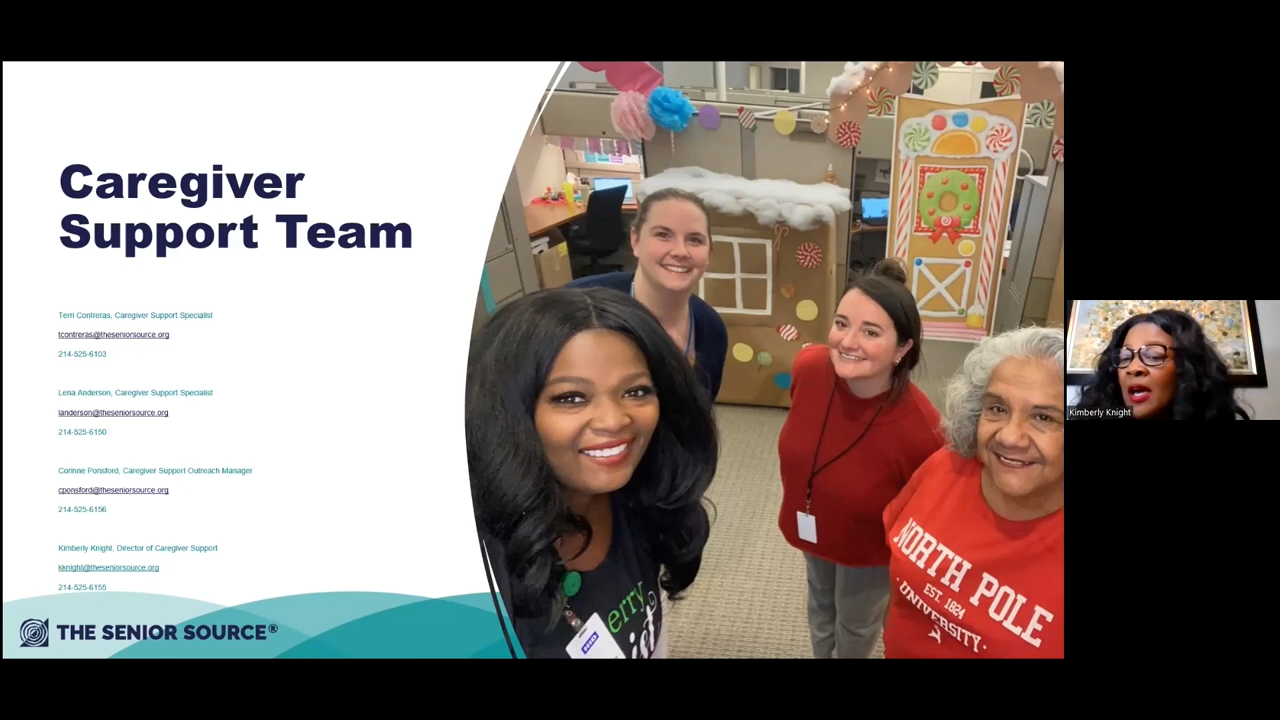 Caregiver
Support Team
Terri Contreras, Caregiver Support Specialist
tcontreras@theseniorsource.org
214-525-6103
Lena Anderson, Caregiver Support Specialist
landerson@theseniorsource.org
214-525-6150
Corinne Ponsford, Caregiver Support Outreach Manager
cponsford@theseniorsource.org
214-525-6156
Kimberly Knight, Director of Caregiver Support
kknight@theseniorsource.org
214-525-6155
THE SENIOR SOURCE®
NORTH POLE
EST. 1824
·UNIVERSITY·
Kimberly Knight